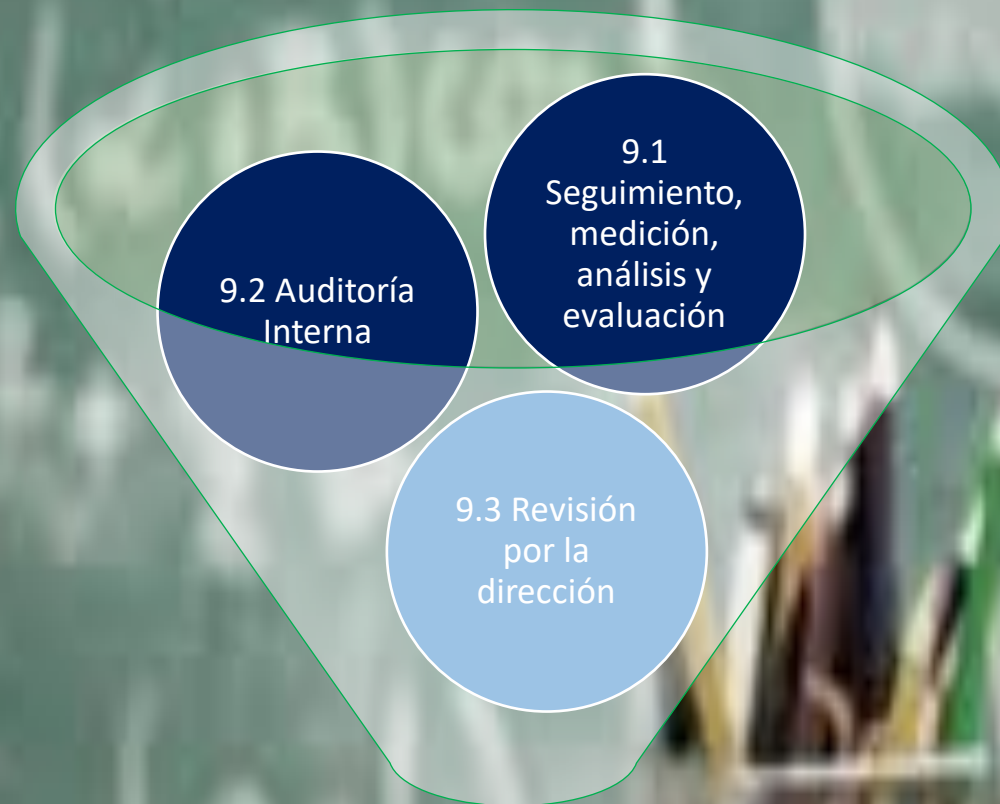 9.1
Seguimiento,
medición,
análisis y
evaluación
9.2 Auditoría
Interna
9.3 Revisión
por la
dirección